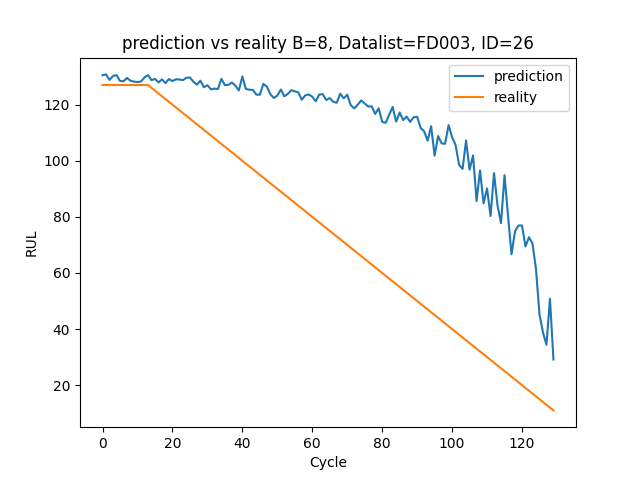 prediction vs reality B=8, Datalist=FD003, ID=26
prediction
reality
RUL
120
100
80
60
40
20
0 20 40 60 80 100 120
Cycle